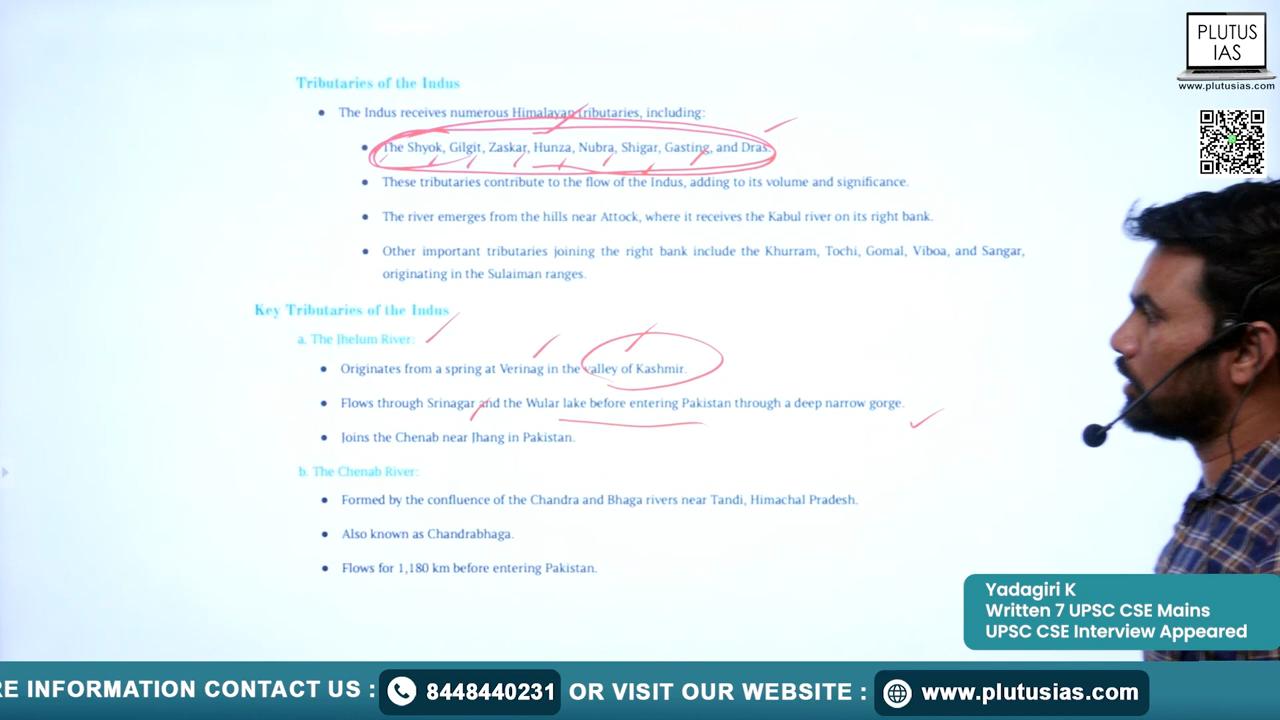 PLUTUS
IAS
www.plutusias.com
Tributaries of the Indus
• The Indus receives numerous Himalayan tributaries, including:
• The Shyok, Gilgit, Zaskar, Hunza, Nubra, Shigar, Gasting, and Dras.
• These tributaries contribute to the flow of the Indus, adding to its volume and significance.
• The river emerges from the hills near Attock, where it receives the Kabul river on its right bank.
• Other important tributaries joining the right bank include the Khurram, Tochi, Gomal, Viboa, and Sangar,
originating in the Sulaiman ranges.
Key Tributaries of the Indus
a. The Jhelum River:
• Originates from a spring at Verinag in the valley of Kashmir.
• Flows through Srinagar and the Wular lake before entering Pakistan through a deep narrow gorge.
• Joins the Chenab near Jhang in Pakistan.
b. The Chenab River:
• Formed by the confluence of the Chandra and Bhaga rivers near Tandi, Himachal Pradesh.
• Also known as Chandrabhaga.
• Flows for 1,180 km before entering Pakistan.
Yadagiri K
Written 7 UPSC CSE Mains
UPSC CSE Interview Appeared
RE INFORMATION CONTACT US : 8448440231 OR VISIT OUR WEBSITE : www.plutusias.com